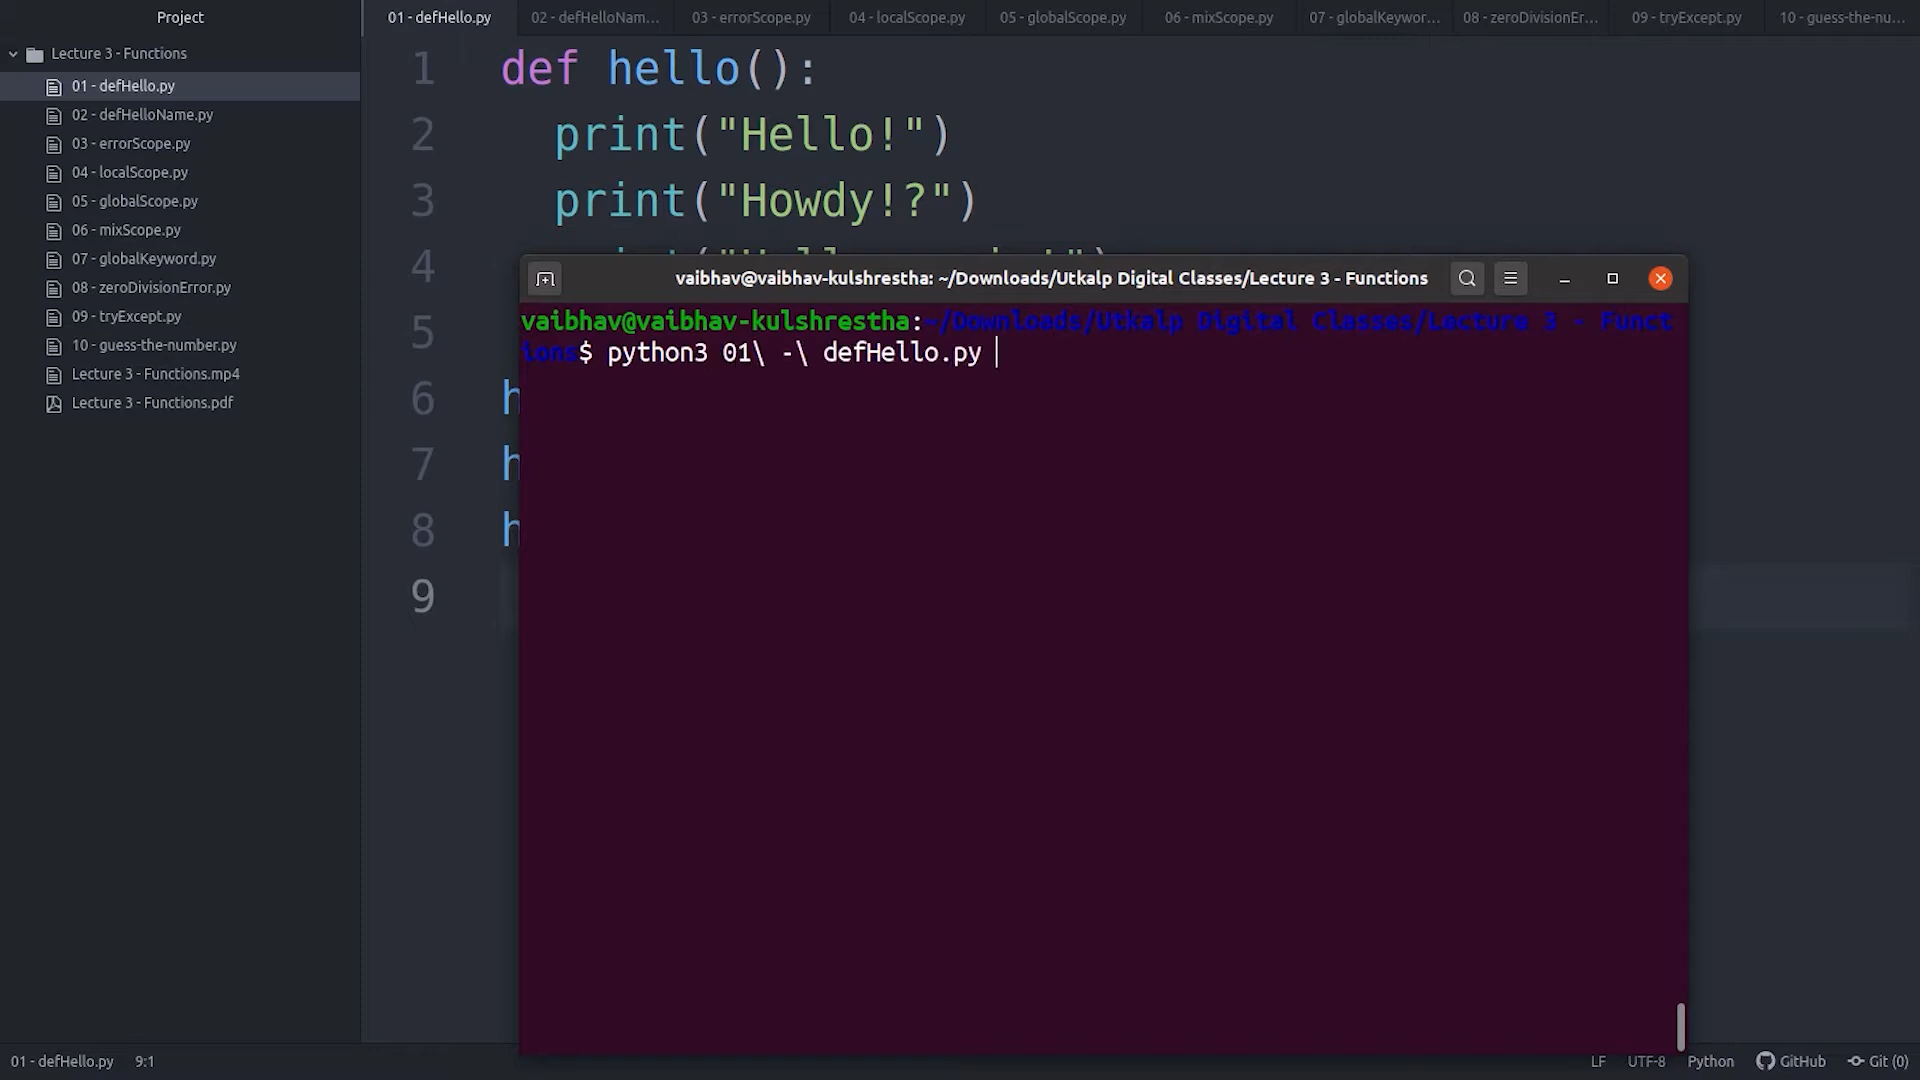 Project
Lecture 3 - Functions
01 - defHello.py
02 - defHelloName.py
03 - errorScope.py
04 - localScope.py
05 - globalScope.py
06 - mixScope.py
07 - globalKeyword.py
08 - zeroDivisionError.py
09 - tryExcept.py
10 - guess-the-number.py
Lecture 3 - Functions.mp4
Lecture 3 - Functions.pdf
01 - defHello.py 02 - defHelloNam... 03 - errorScope.py 04 - localScope.py 05 - globalScope.py 06 - mixScope.py 07 - globalKeywor... 08 - zeroDivisionEr... 09 - tryExcept.py 10 - guess-the-nu...
1 def hello():
2 print("Hello!")
3 print("Howdy!?")
4
5
6 h
7 h
8 h
9
vaibhav@vaibhav-kulshrestha: ~/Downloads/Utkalp Digital Classes/Lecture 3 - Functions
vaibhav@vaibhav-kulshrestha:~/Downloads/Utkalp Digital Classes/Lecture 3 - Funct
ions$ python3 01\ -\ defHello.py
01 - defHello.py 9:1 LF UTF-8 Python GitHub Git (0)